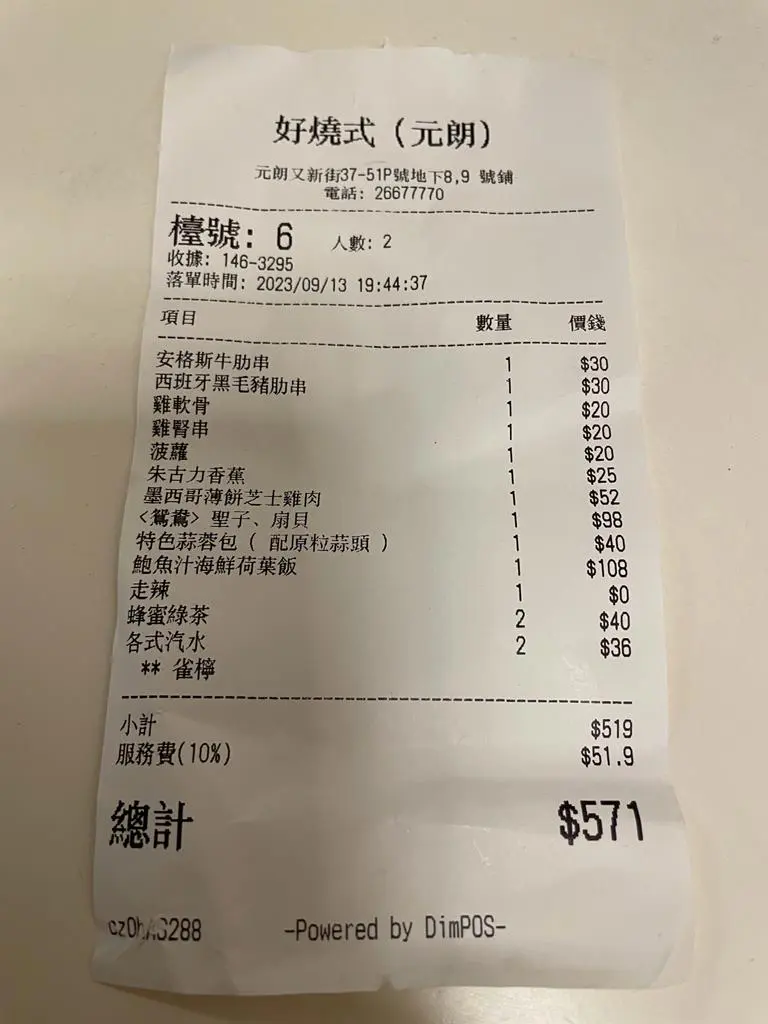 好燒式（元朗）
元朗又新街37-51P號地下8,9 號鋪
電話: 26677770
檯號: 6 人數: 2
收據: 146-3295
落單時間: 2023/09/13 19:44:37
項目 數量 價錢
安格斯牛肋串 1 $30
西班牙黑毛豬肋串 1 $30
雞軟骨 1 $20
雞腎串 1 $20
菠蘿 1 $20
朱古力香蕉 1 $25
墨西哥薄餅芝士雞肉 1 $52
<鴛鴦> 聖子、扇貝 1 $98
特色蒜蓉包 ( 配原粒蒜頭 ) 1 $40
鮑魚汁海鮮荷葉飯 1 $108
走辣 1 $0
蜂蜜綠茶 2 $40
各式汽水 2 $36
** 雀檸
小計 $519
服務費(10%) $51.9
總計 $571
-Powered by DimPOS-